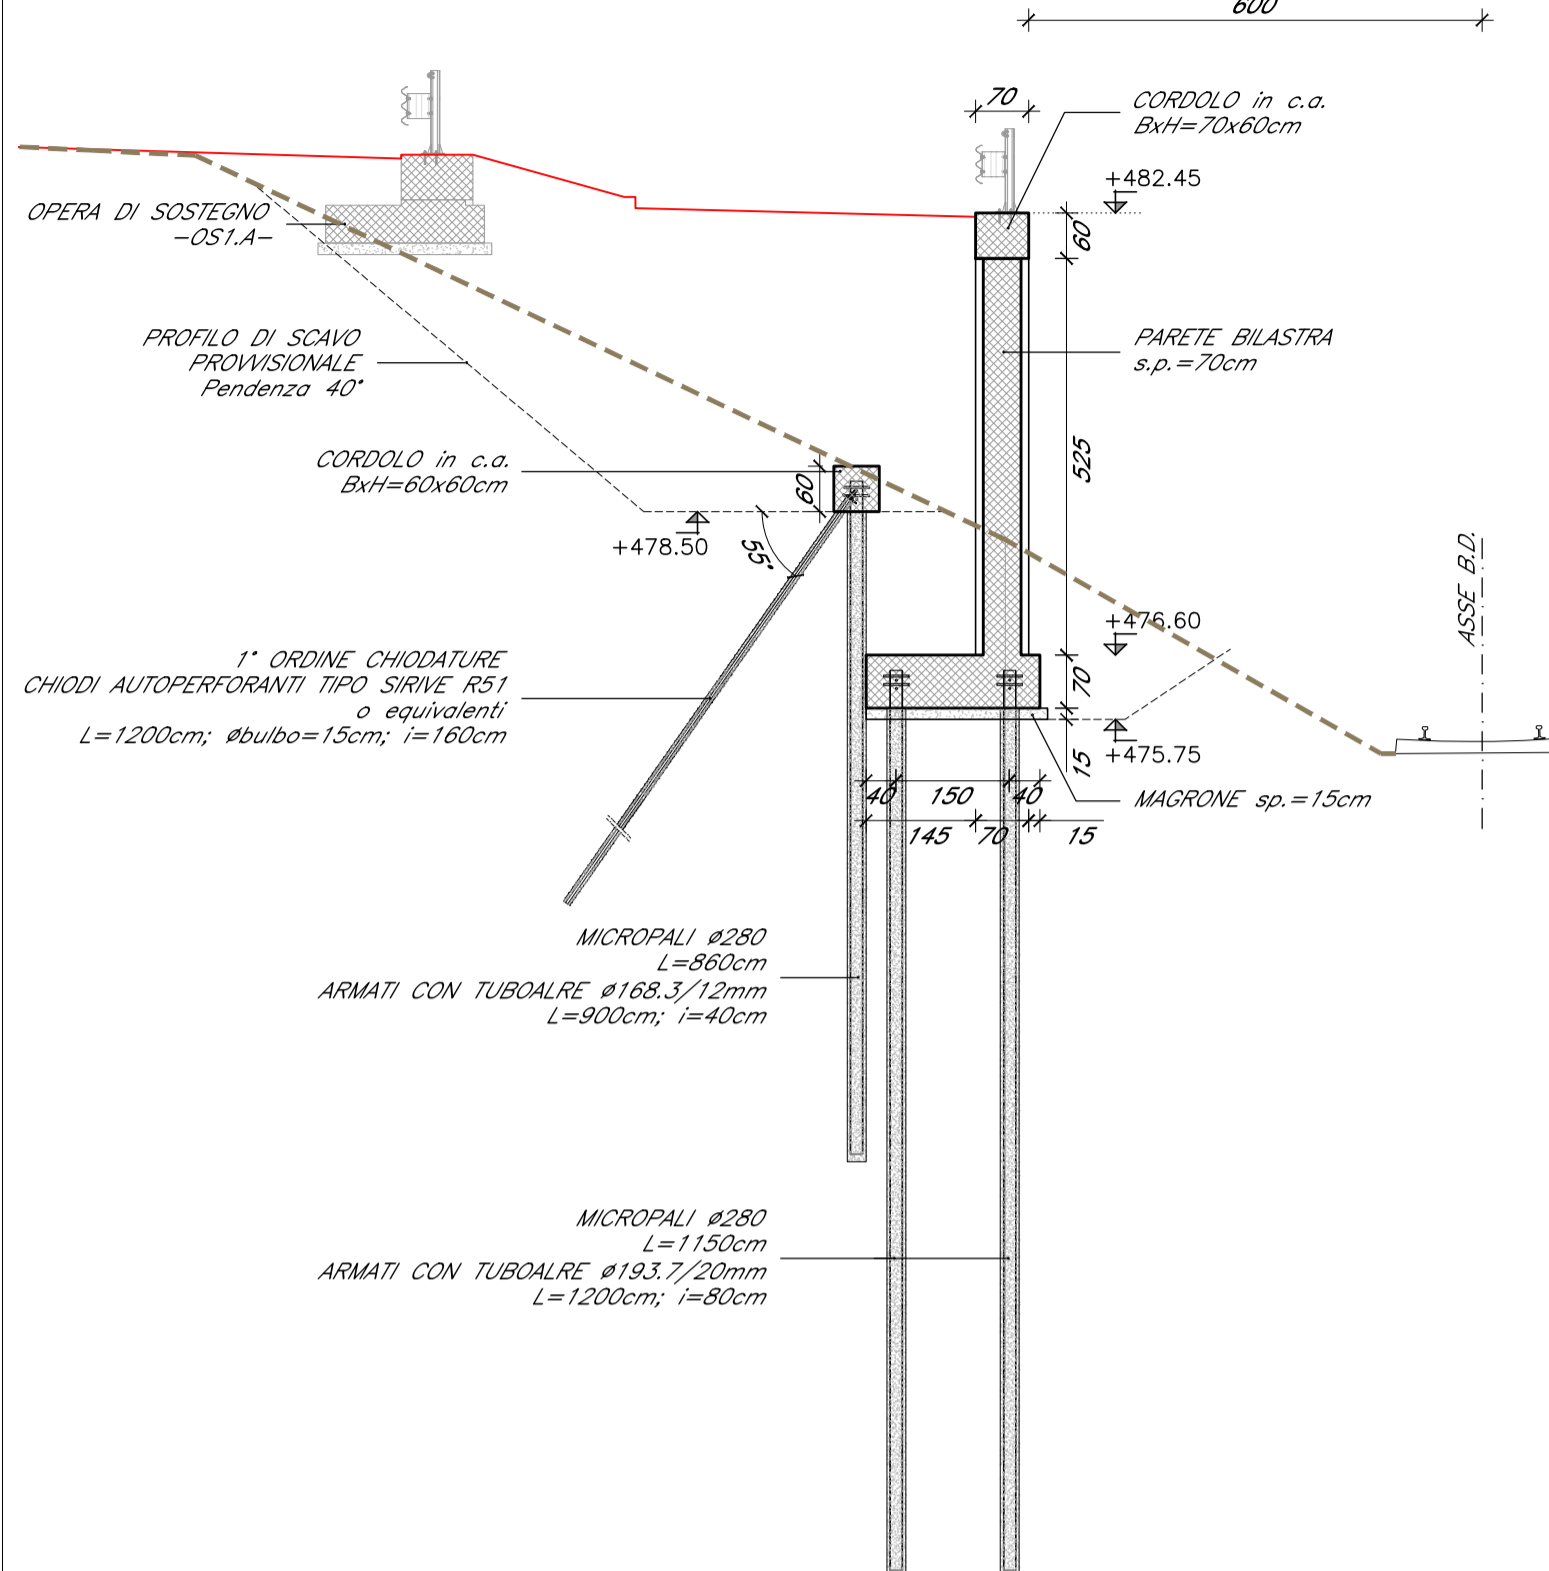 600
70
CORDOLO in c.a.
BxH=70x60cm
+482.45
60
OPERA DI SOSTEGNO
-OS1.A-
PROFILO DI SCAVO
PROVVISIONALE
Pendenza 40°
PARETE BILASTRA
s.p.=70cm
525
CORDOLO in c.a.
BxH=60x60cm
60
+478.50
55°
ASSE B.D.
+476.60
70
1° ORDINE CHIODATURE
CHIODI AUTOPERFORANTI TIPO SIRIVE R51
o equivalenti
L=1200cm; øbulbo=15cm; i=160cm
+475.75
15
40
150
40
MAGRONE sp.=15cm
145
70
15
MICROPALI ø280
L=860cm
ARMATI CON TUBOALRE ø168.3/12mm
L=900cm; i=40cm
MICROPALI ø280
L=1150cm
ARMATI CON TUBOALRE ø193.7/20mm
L=1200cm; i=80cm